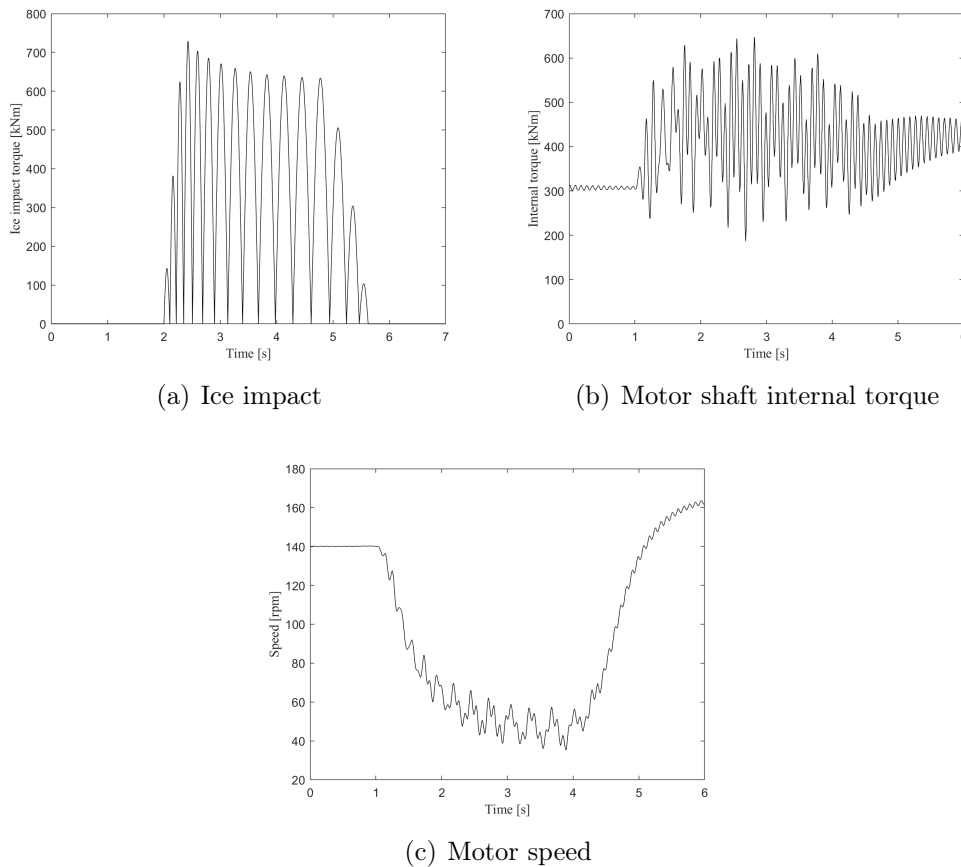 800
700
600
500
400
300
200
100
0
Ice impact torque [kNm]
0 1 2 3 4 5 6 7
Time [s]
(a) Ice impact
700
600
500
400
300
200
100
0
Internal torque [kNm]
0 1 2 3 4 5
Time [s]
(b) Motor shaft internal torque
180
160
140
120
100
80
60
40
20
Speed [rpm]
0 1 2 3 4 5 6
Time [s]
(c) Motor speed